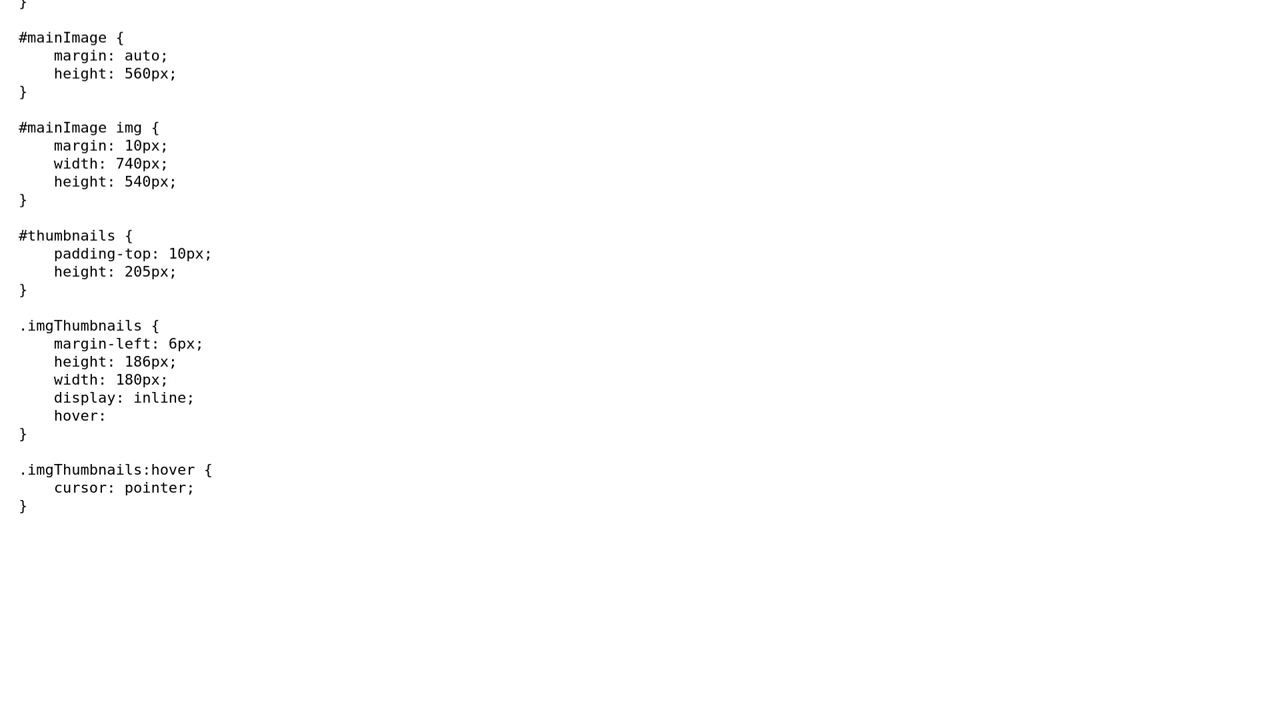 }
#mainImage {
    margin: auto;
    height: 560px;
}
#mainImage img {
    margin: 10px;
    width: 740px;
    height: 540px;
}
#thumbnails {
    padding-top: 10px;
    height: 205px;
}
.imgThumbnails {
    margin-left: 6px;
    height: 186px;
    width: 180px;
    display: inline;
    hover:
}
.imgThumbnails:hover {
    cursor: pointer;
}